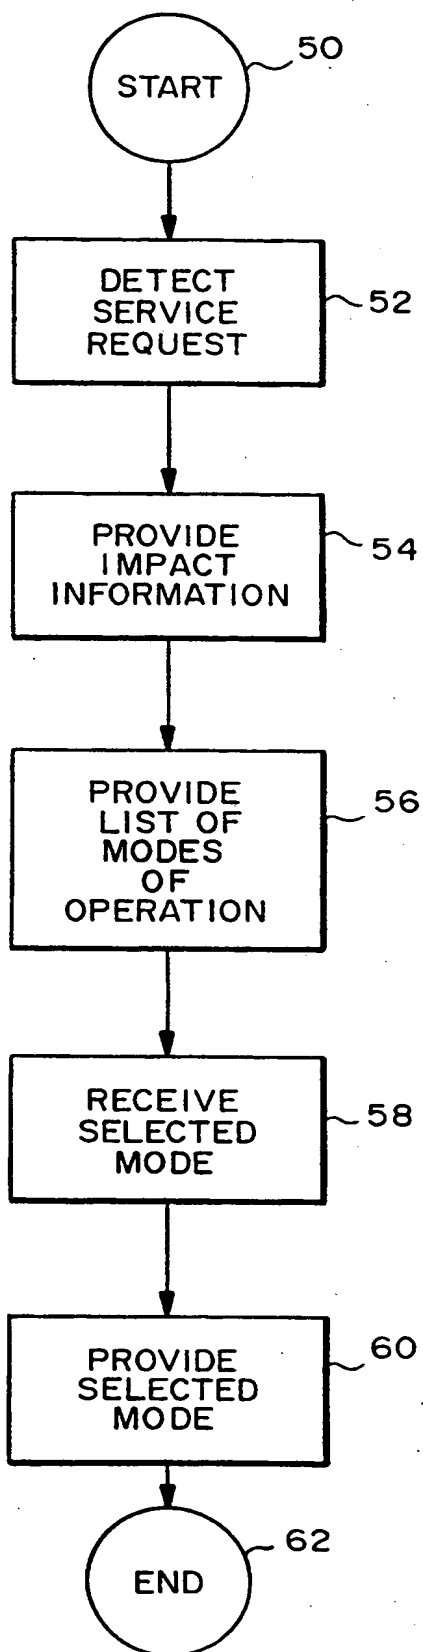 START
50
DETECT
SERVICE
REQUEST
52
PROVIDE
IMPACT
INFORMATION
54
PROVIDE
LIST OF
MODES
OF
OPERATION
56
RECEIVE
SELECTED
MODE
58
PROVIDE
SELECTED
MODE
60
END
62